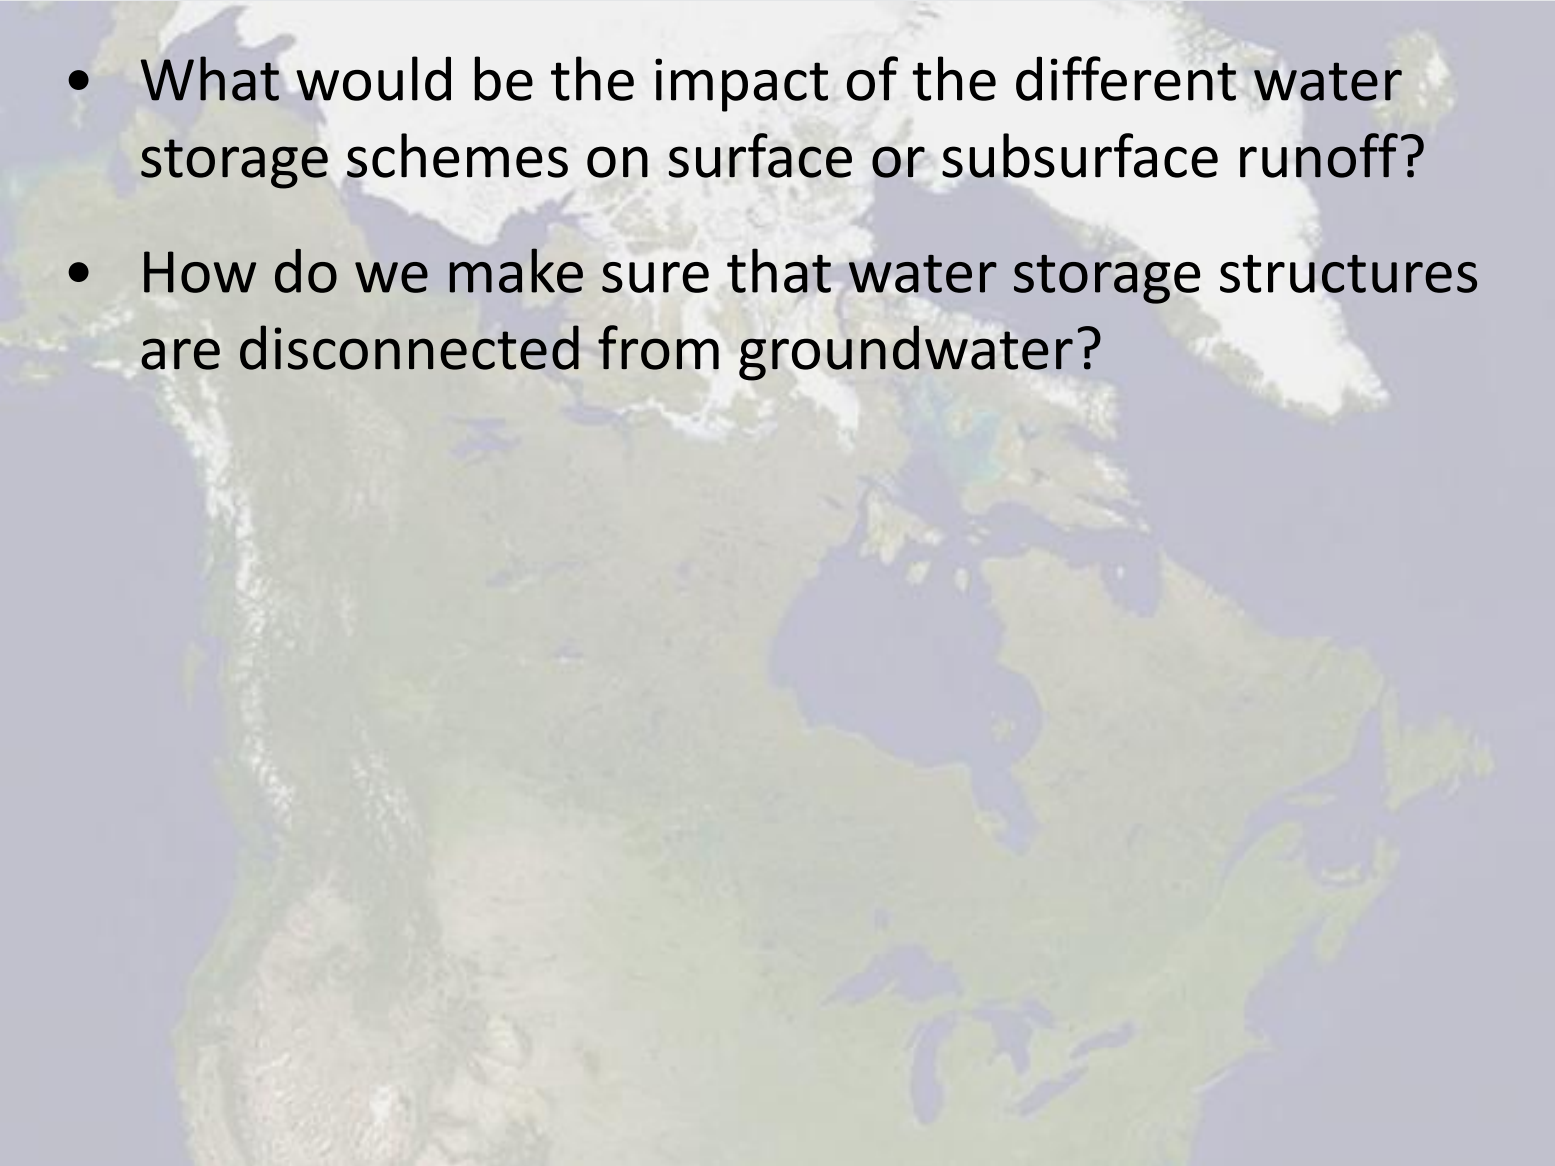 • What would be the impact of the different water
storage schemes on surface or subsurface runoff?
• How do we make sure that water storage structures
are disconnected from groundwater?